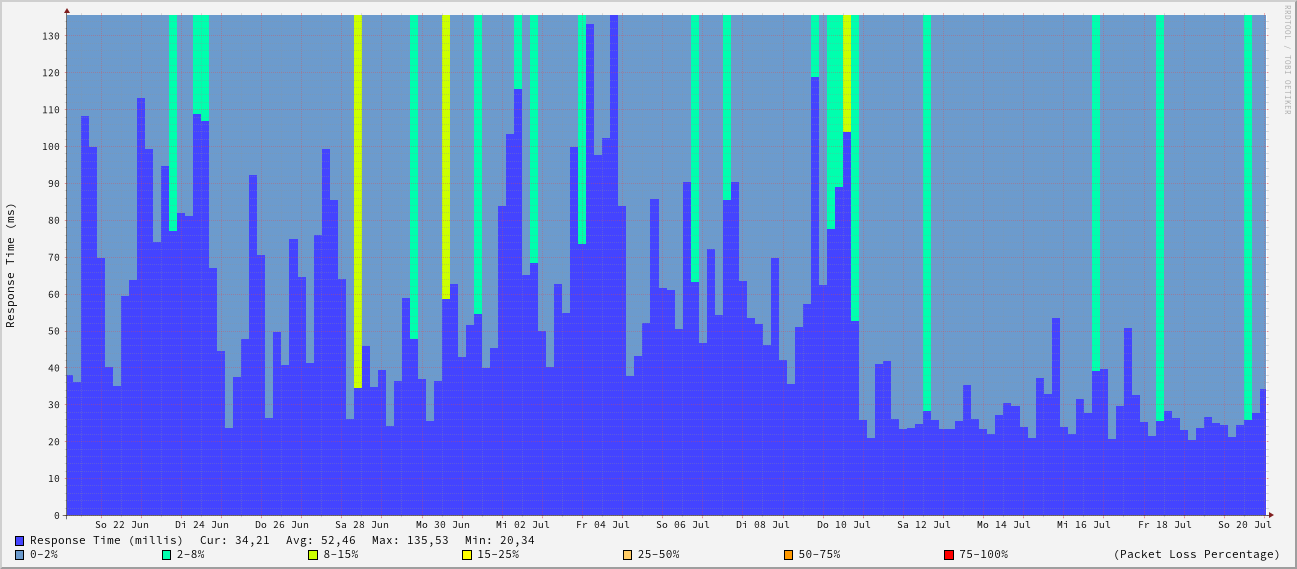 RRDTOOL / TOBI OETIKER
Response Time (ms)
130
120
110
100
90
80
70
60
50
40
30
20
10
0
So 22 Jun Di 24 Jun Do 26 Jun Sa 28 Jun Mo 30 Jun Mi 02 Jul Fr 04 Jul So 06 Jul Di 08 Jul Do 10 Jul Sa 12 Jul Mo 14 Jul Mi 16 Jul Fr 18 Jul So 20 Jul
Response Time (millis) Cur: 34,21 Avg: 52,46 Max: 135,53 Min: 20,34
0-2% 2-8% 8-15% 15-25% 25-50% 50-75% 75-100% (Packet Loss Percentage)